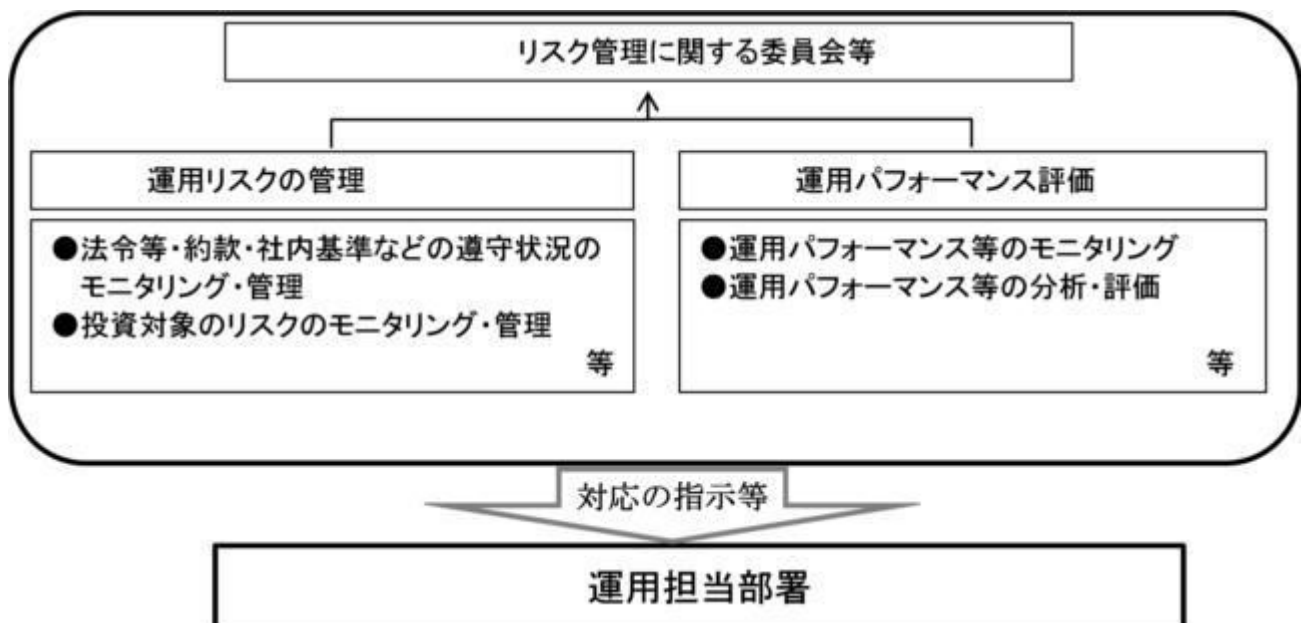 リスク管理に関する委員会等
運用リスクの管理
●法令等・約款・社内基準などの遵守状況の
モニタリング・管理
●投資対象のリスクのモニタリング・管理
等
運用パフォーマンス評価
●運用パフォーマンス等のモニタリング
●運用パフォーマンス等の分析・評価
等
対応の指示等
運用担当部署